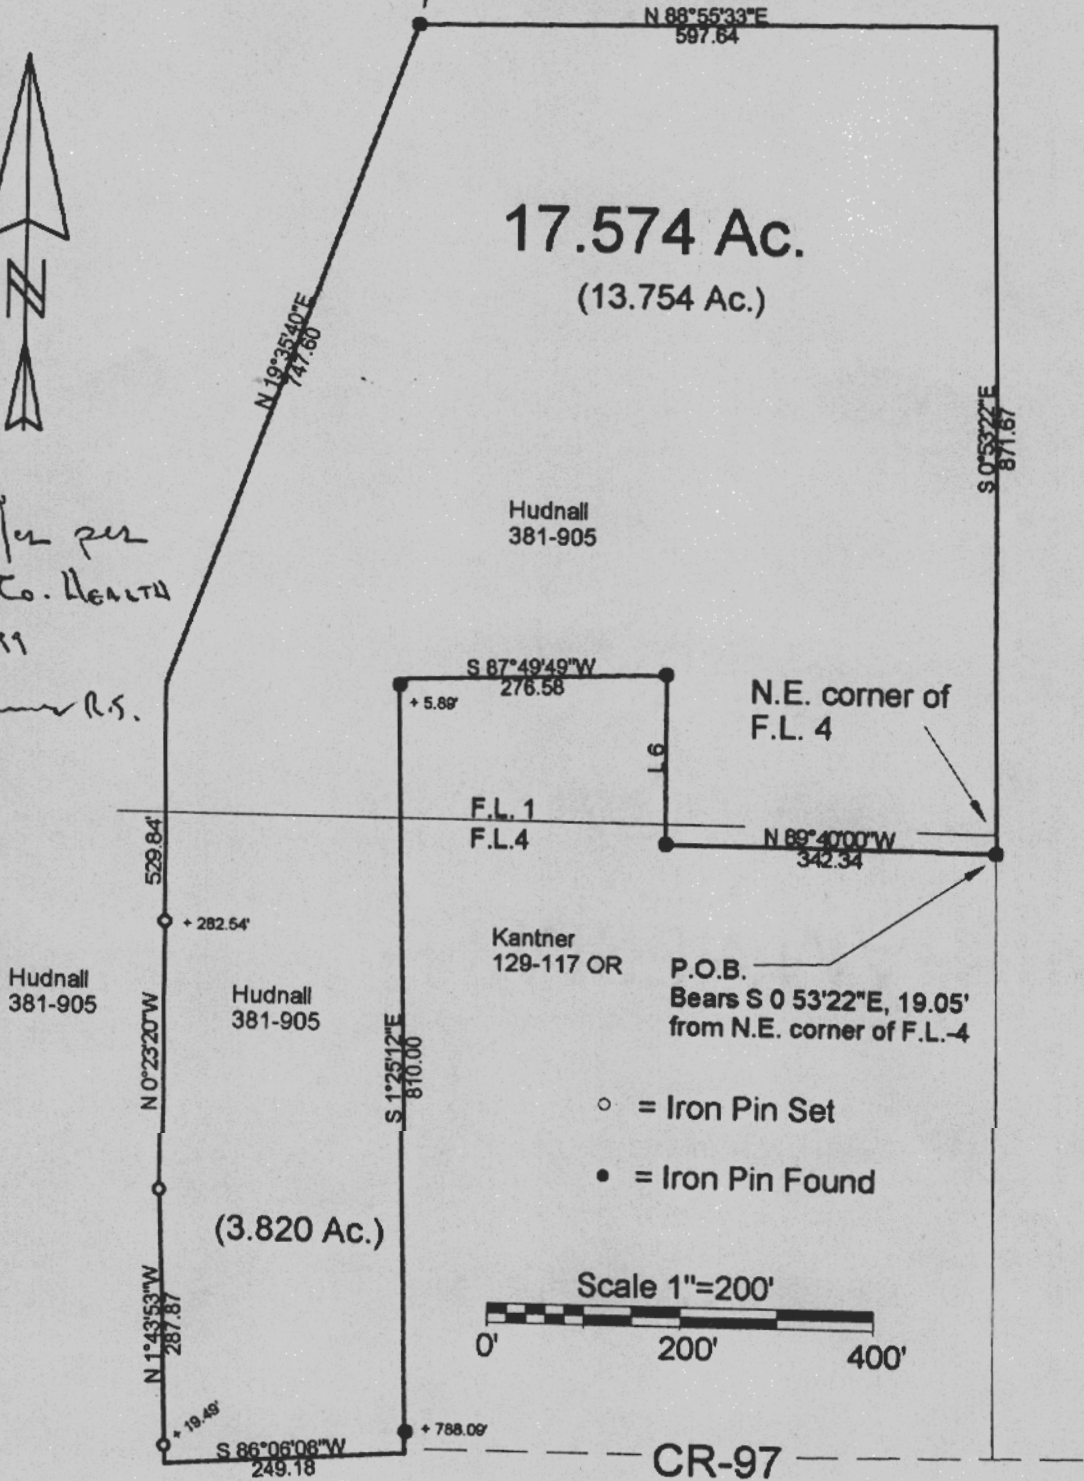 N 88°55'33"E
597.64
17.574 Ac.
(13.754 Ac.)
N
N 19°35'40"E
747.60
S 0°53'22"E
871.67
Hudnall
381-905
per
Co. HEALTH
R.S.
S 87°49'49"W
276.58
+ 5.89'
N.E. corner of
F.L. 4
L 6
F.L. 1
F.L.4
N 89°40'00"W
342.34
529.84'
+ 282.54'
Kantner
129-117 OR
P.O.B.
Bears S 0 53'22"E, 19.05'
from N.E. corner of F.L.-4
Hudnall
381-905
Hudnall
381-905
N 0°23'20"W
S 1°25'12"E
810.00
= Iron Pin Set
= Iron Pin Found
(3.820 Ac.)
Scale 1"=200'
0' 200' 400'
N 1°43'53"W
287.87
+ 19.49'
+ 788.09'
S 86°06'08"W
249.18
CR-97